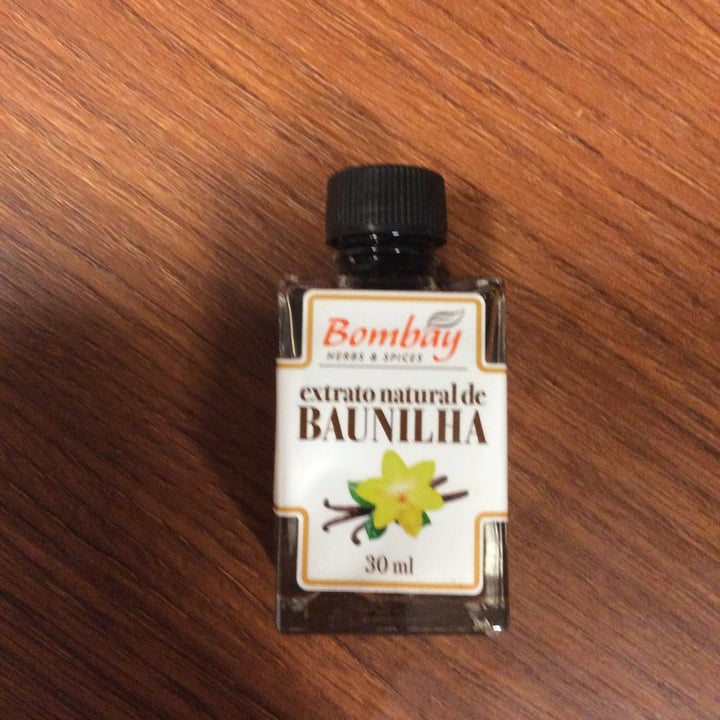 Bombay
HERBS & SPICES
extrato natural de
BAUNILHA
30 ml